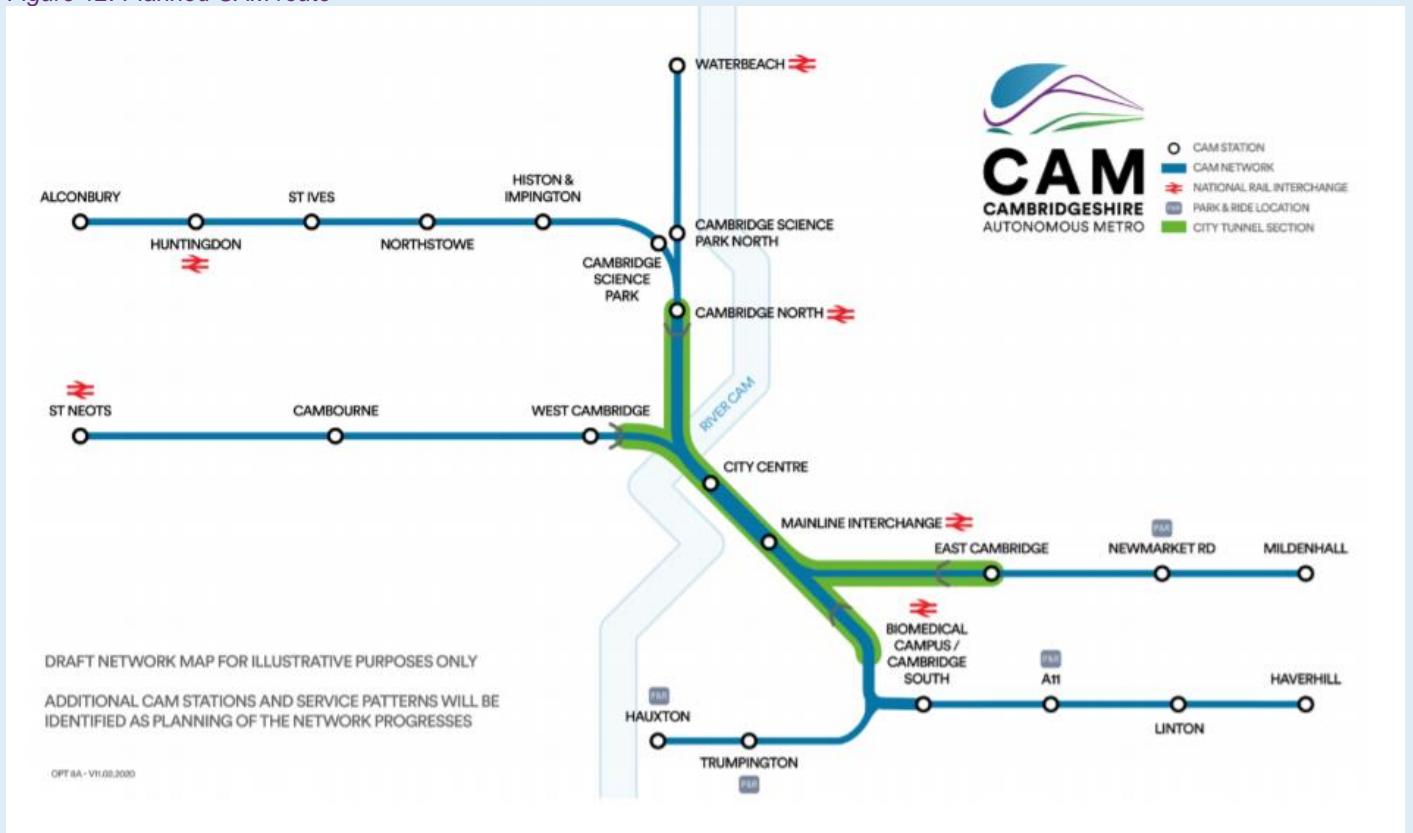 WATERBEACH
CAM
CAMBRIDGESHIRE
AUTONOMOUS METRO
CAM STATION
CAM NETWORK
NATIONAL RAIL INTERCHANGE
P&R PARK & RIDE LOCATION
CITY TUNNEL SECTION
ALCONBURY
HUNTINGDON
ST IVES
NORTHSTOWE
HISTON &
IMPINGTON
CAMBRIDGE
SCIENCE
PARK
CAMBRIDGE SCIENCE
PARK NORTH
CAMBRIDGE NORTH
RIVER CAM
ST NEOTS
CAMBOURNE
WEST CAMBRIDGE
CITY CENTRE
MAINLINE INTERCHANGE
EAST CAMBRIDGE
P&R
NEWMARKET RD
MILDENHALL
BIOMEDICAL
CAMPUS /
CAMBRIDGE
SOUTH
P&R
A11
LINTON
HAVERHILL
P&R
HAUXTON
TRUMPINGTON
P&R
DRAFT NETWORK MAP FOR ILLUSTRATIVE PURPOSES ONLY
ADDITIONAL CAM STATIONS AND SERVICE PATTERNS WILL BE
IDENTIFIED AS PLANNING OF THE NETWORK PROGRESSES